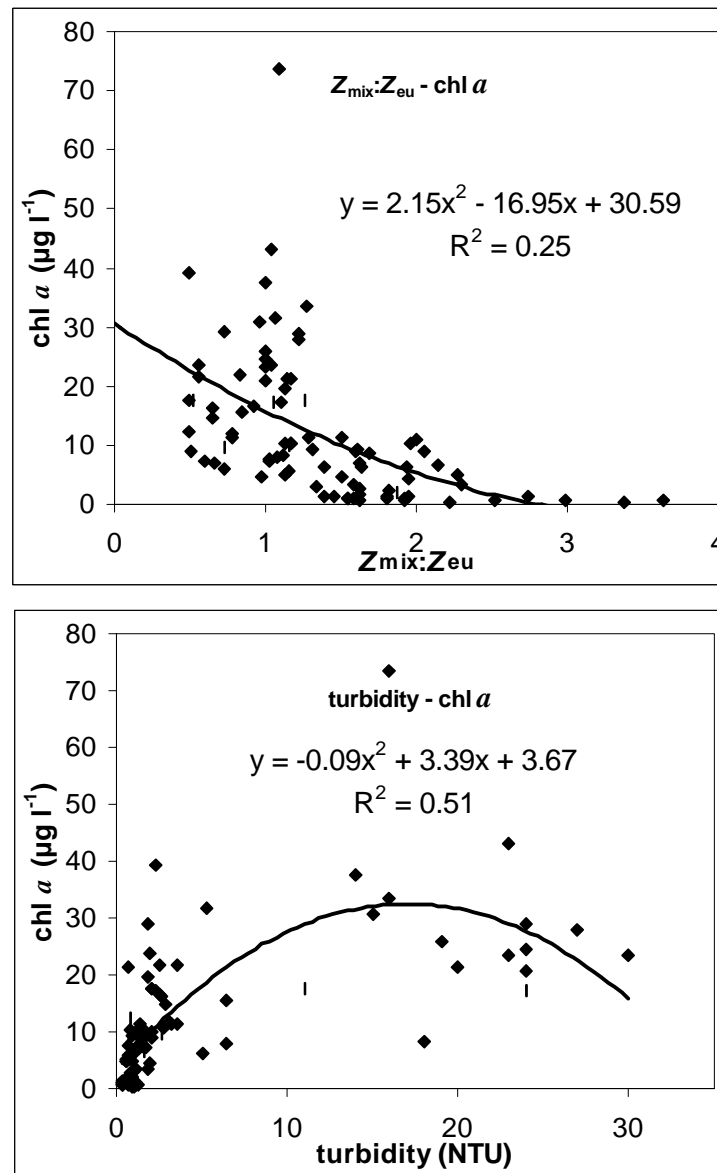 80
70
60
50
40
30
20
10
0
chl a (µg l⁻¹)
Zmix:Zeu - chl a
y = 2.15x² - 16.95x + 30.59
R² = 0.25
0 1 2 3 4
Zmix:Zeu
80
70
60
50
40
30
20
10
0
chl a (µg l⁻¹)
turbidity - chl a
y = -0.09x² + 3.39x + 3.67
R² = 0.51
0 10 20 30
turbidity (NTU)